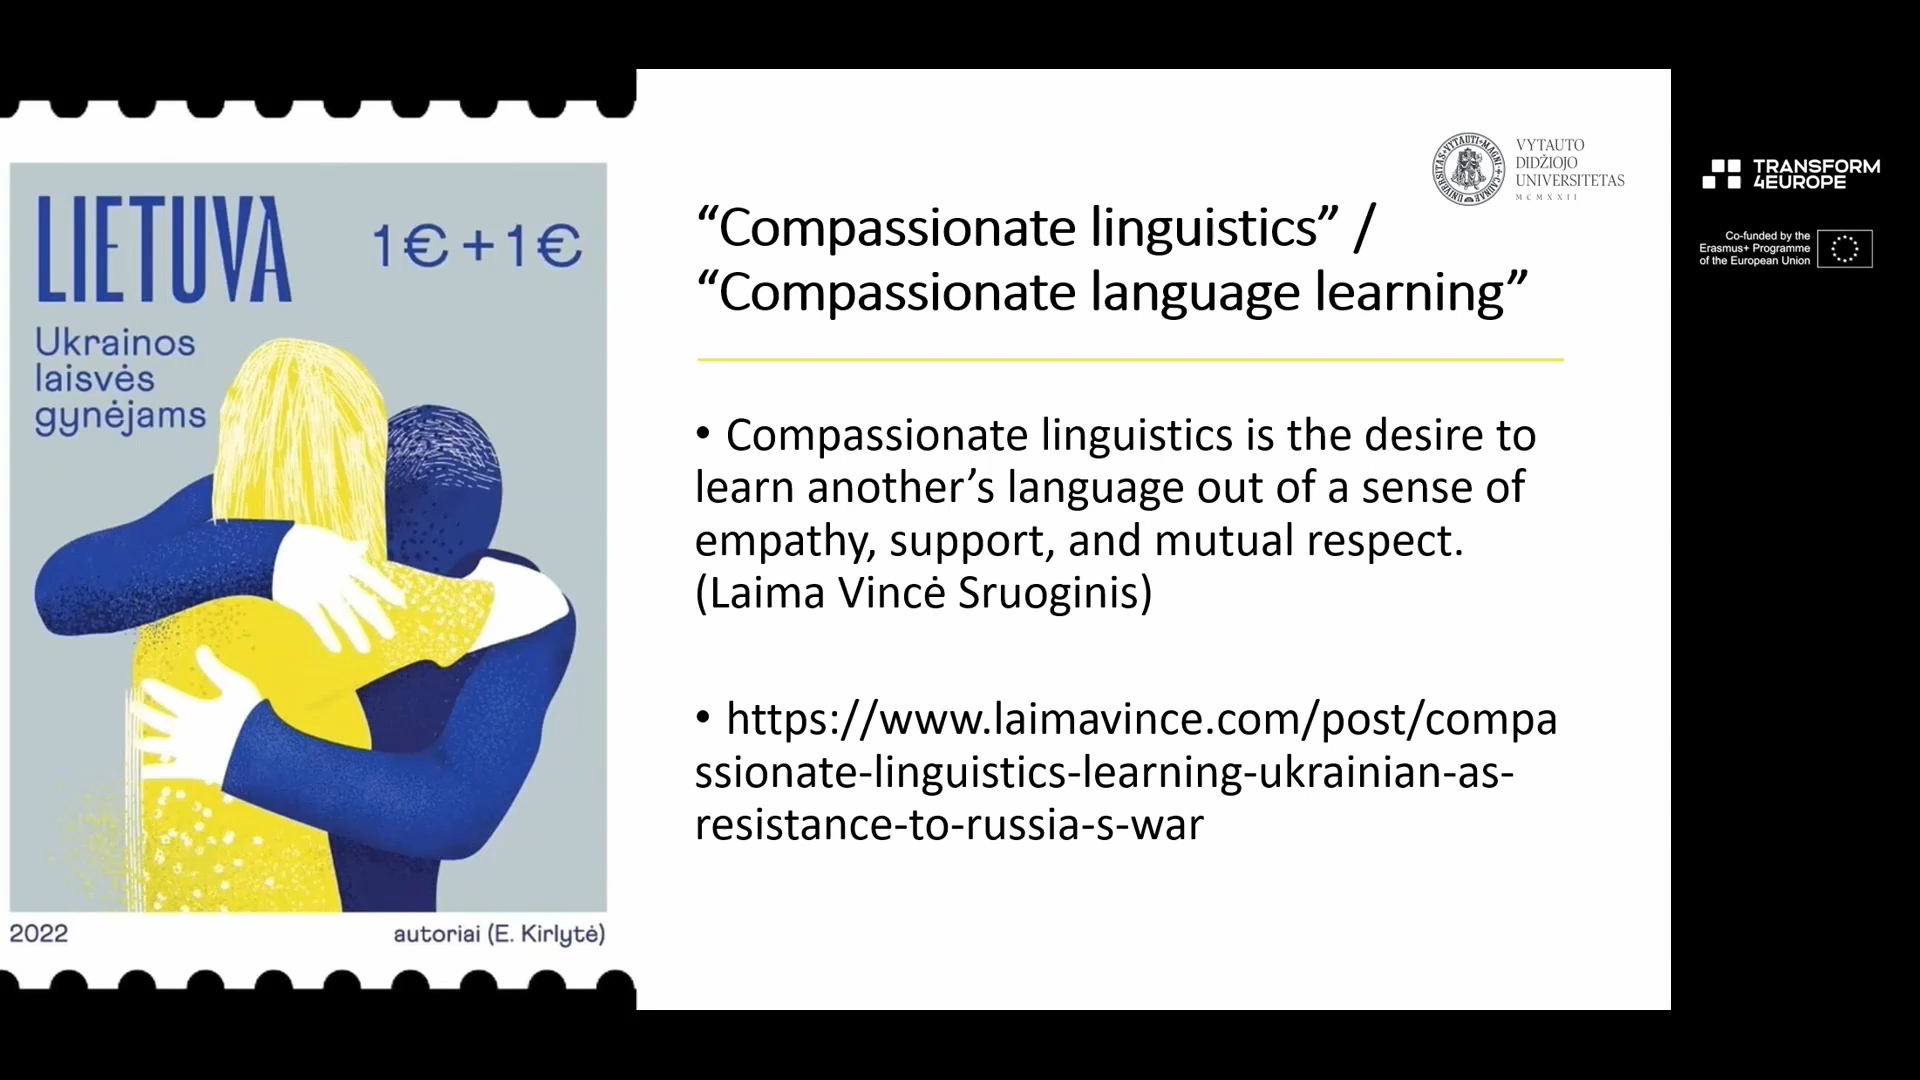 LIETUVA
1€+1€
Ukrainos
laisvės
gynėjams
2022
autoriai (E. Kirlytė)
VYTAUTO
DIDŽIOJO
UNIVERSITETAS
MCMXXII
“Compassionate linguistics” /
“Compassionate language learning”
• Compassionate linguistics is the desire to
learn another’s language out of a sense of
empathy, support, and mutual respect.
(Laima Vincė Sruoginis)
• https://www.laimavince.com/post/compa
ssionate-linguistics-learning-ukrainian-as-
resistance-to-russia-s-war
TRANSFORM
4EUROPE
Co-funded by the
Erasmus+ Programme
of the European Union